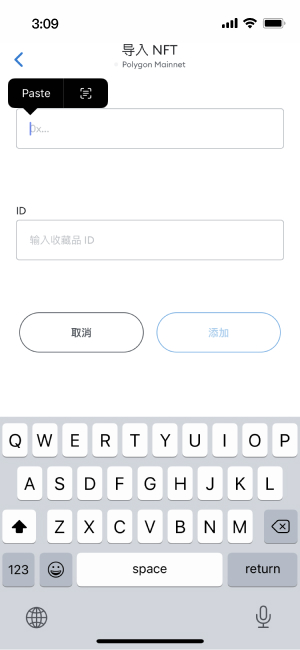 3:09
导入 NFT
Polygon Mainnet
Paste
0x...
ID
输入收藏品 ID
取消
添加
Q W E R T Y U I O P
A S D F G H J K L
Z X C V B N M
123 space return